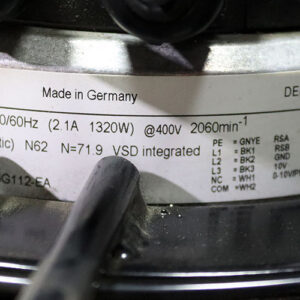 Made in Germany
DE
0/60Hz (2.1A 1320W) @400V 2060min-1
tic) N62 N=71.9 VSD integrated
G112-EA
PE = GNYE RSA
L1 = BK1 RSB
L2 = BK2 GND
L3 = BK3 10V
NC = WH1 0-10V/P
COM = WH2